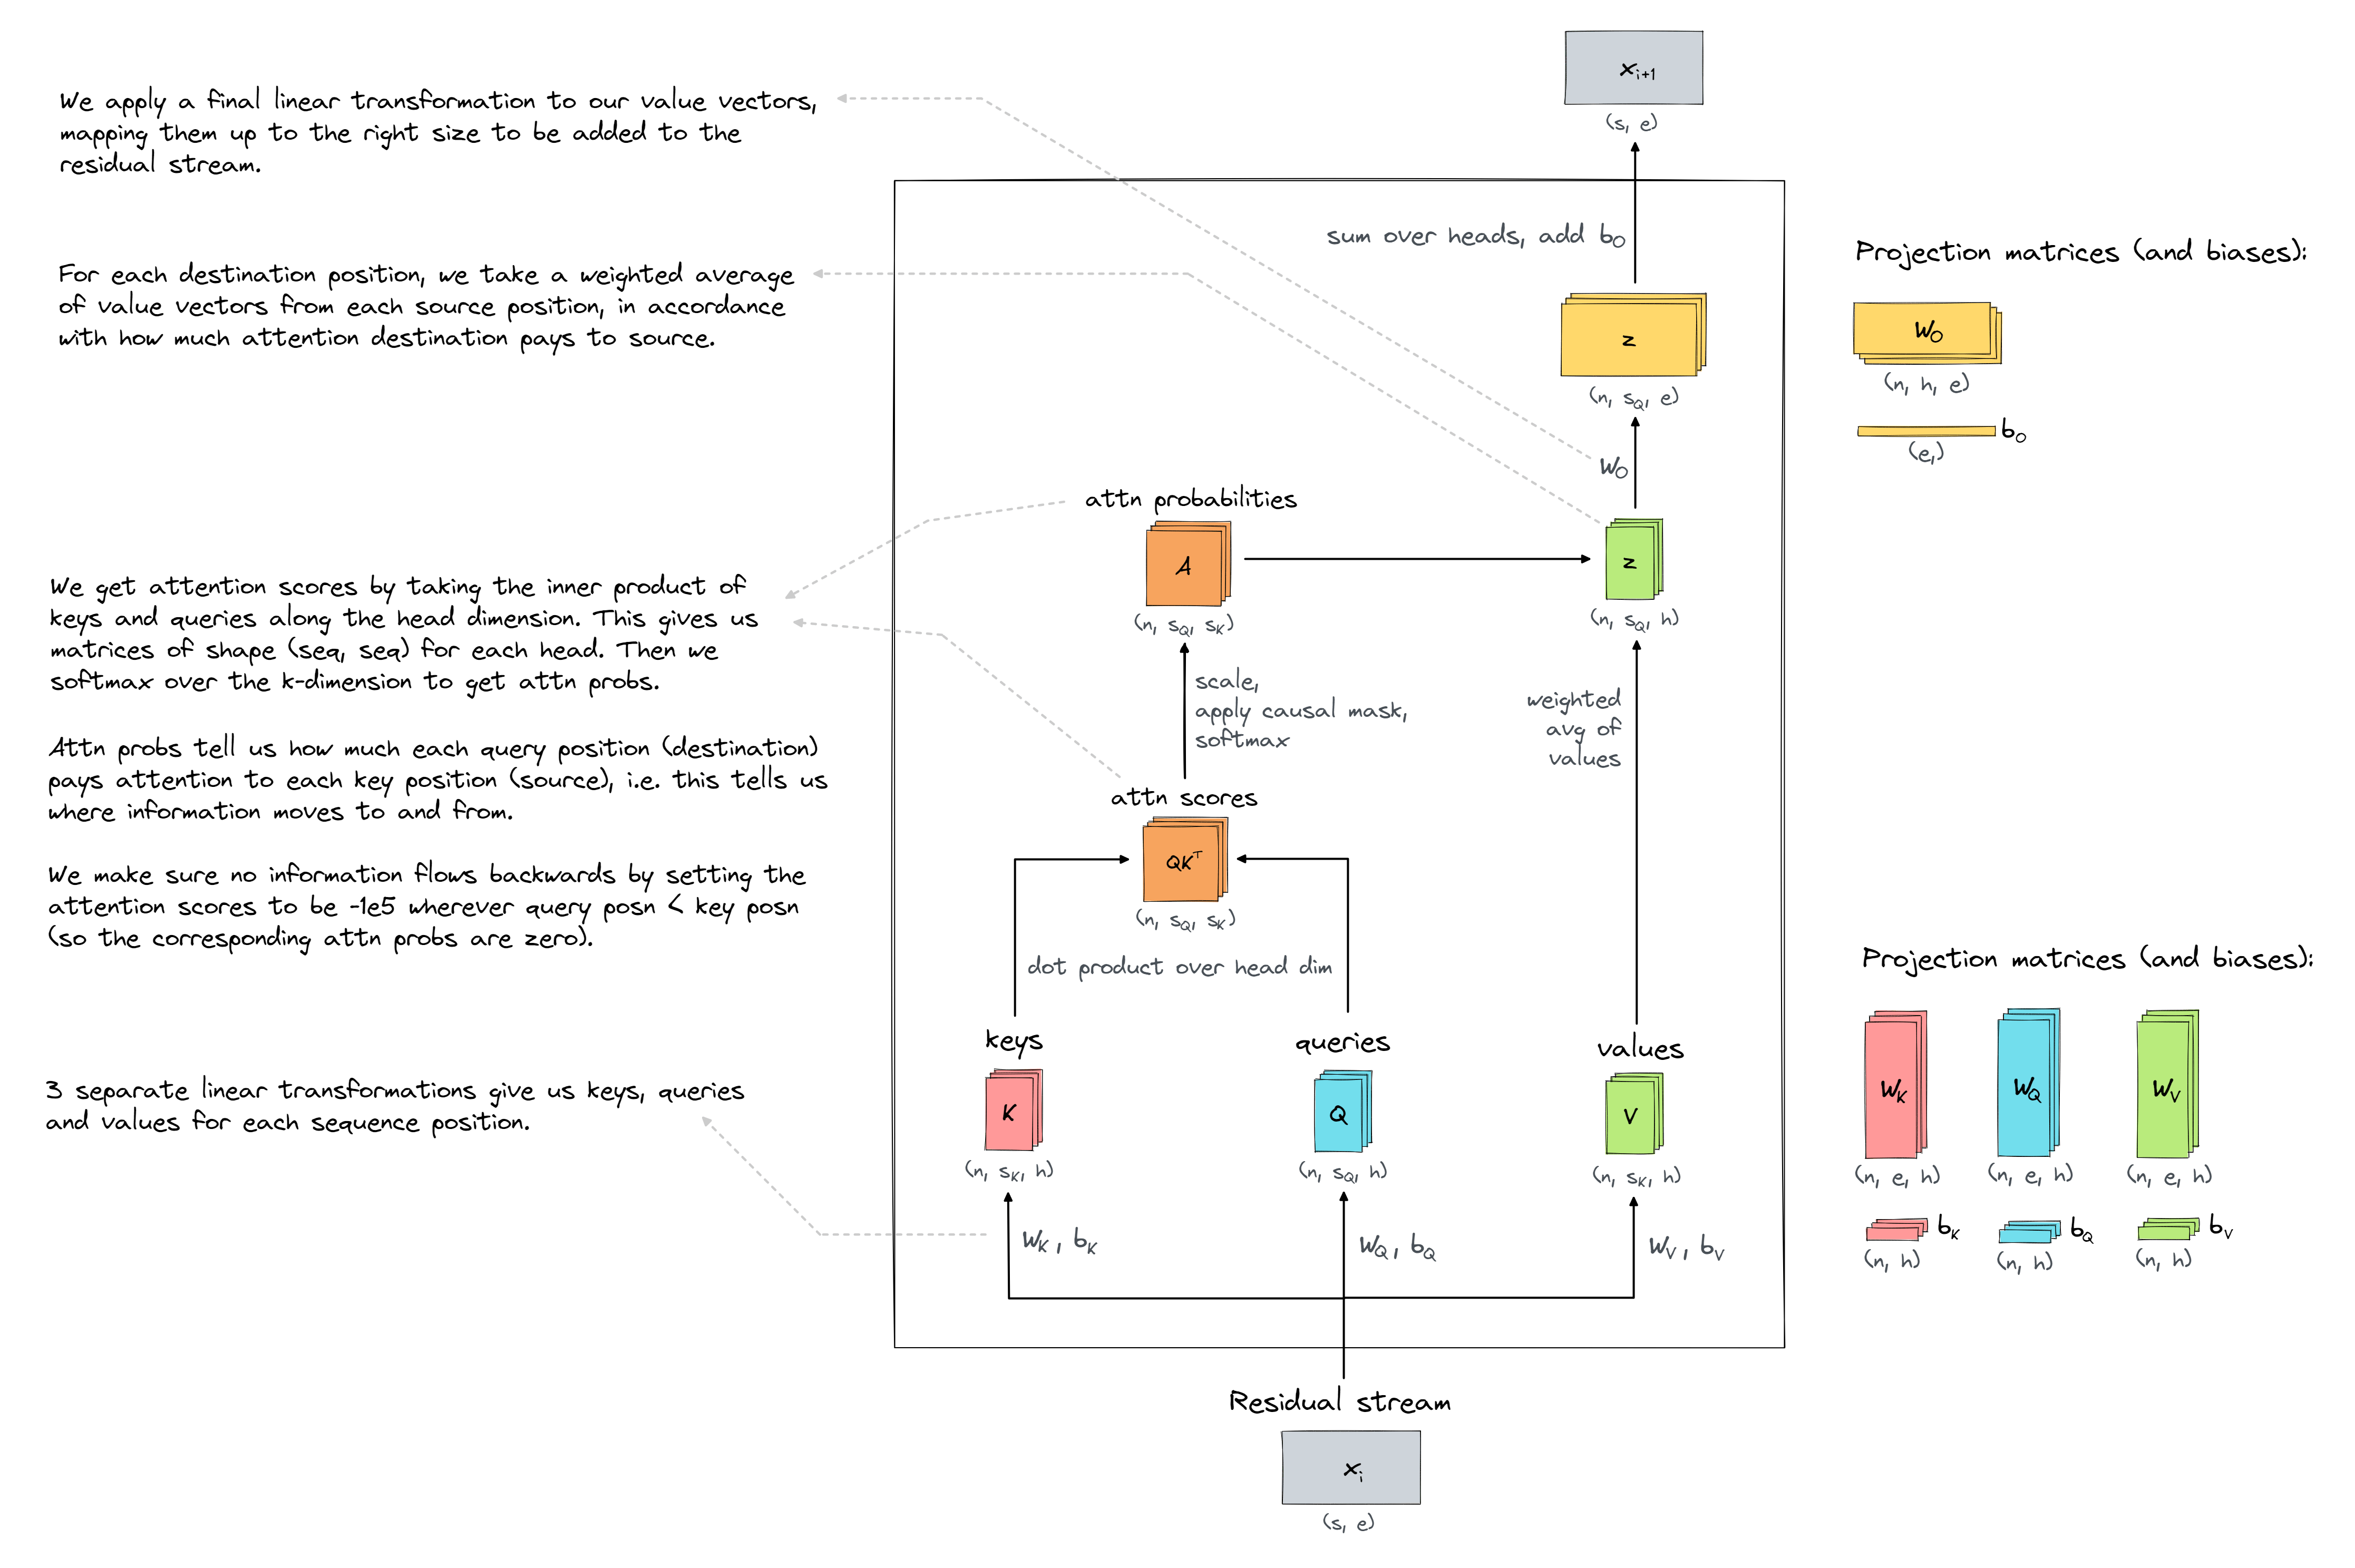 x_{i+1}
(s, e)
We apply a final linear transformation to our value vectors,
mapping them up to the right size to be added to the
residual stream.
sum over heads, add b_O
Projection matrices (and biases):
For each destination position, we take a weighted average
of value vectors from each source position, in accordance
with how much attention destination pays to source.
z
(n, s_Q, e)
W_O
(n, h, e)
b_O
(e,)
W_O
attn probabilities
A
(n, s_Q, s_K)
z
(n, s_Q, h)
We get attention scores by taking the inner product of
keys and queries along the head dimension. This gives us
matrices of shape (seq, seq) for each head. Then we
softmax over the k-dimension to get attn probs.
scale,
apply causal mask,
softmax
weighted
avg of
values
Attn probs tell us how much each query position (destination)
pays attention to each key position (source), i.e. this tells us
where information moves to and from.
attn scores
QK^T
(n, s_Q, s_K)
We make sure no information flows backwards by setting the
attention scores to be -1e5 wherever query posn < key posn
(so the corresponding attn probs are zero).
dot product over head dim
Projection matrices (and biases):
keys
queries
values
K
Q
V
(n, s_K, h)
(n, s_Q, h)
(n, s_K, h)
W_K
W_Q
W_V
(n, e, h)
(n, e, h)
(n, e, h)
3 separate linear transformations give us keys, queries
and values for each sequence position.
W_K, b_K
W_Q, b_Q
W_V, b_V
b_K
b_Q
b_V
(n, h)
(n, h)
(n, h)
Residual stream
x_i
(s, e)